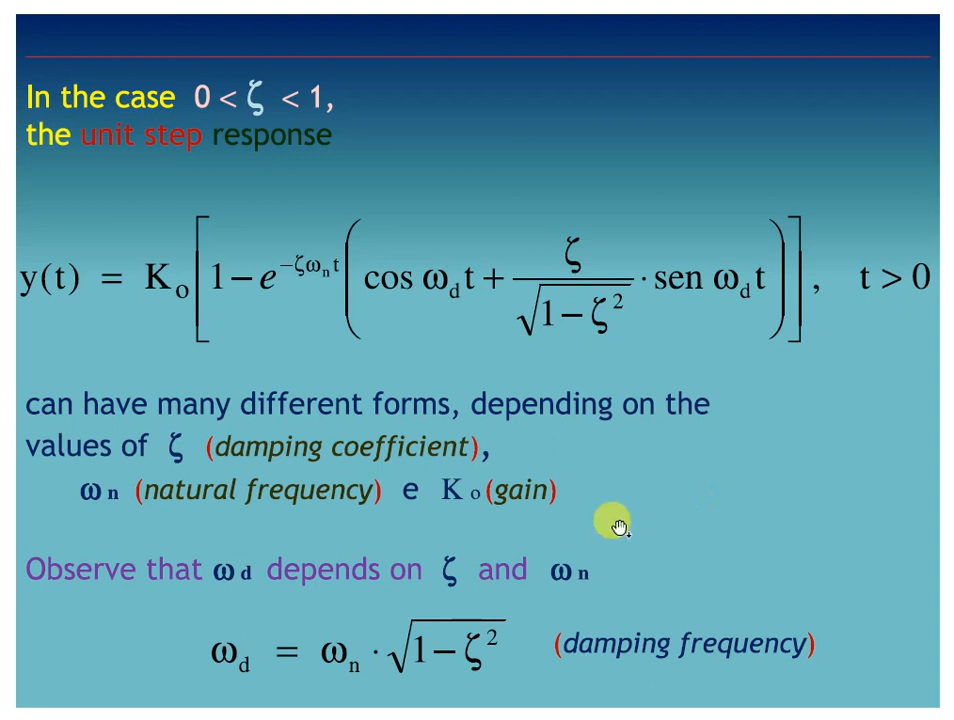 In the case 0 < ζ < 1,
the unit step response
y(t) = K₀ [ 1 − e^(−ζωₙt) ( cos ω_d t + ζ/√(1 − ζ²) · sen ω_d t ) ] , t > 0
can have many different forms, depending on the
values of ζ (damping coefficient),
ωn (natural frequency) e Ko (gain)
Observe that ωd depends on ζ and ωn
ω_d = ωₙ · √(1 − ζ²) (damping frequency)